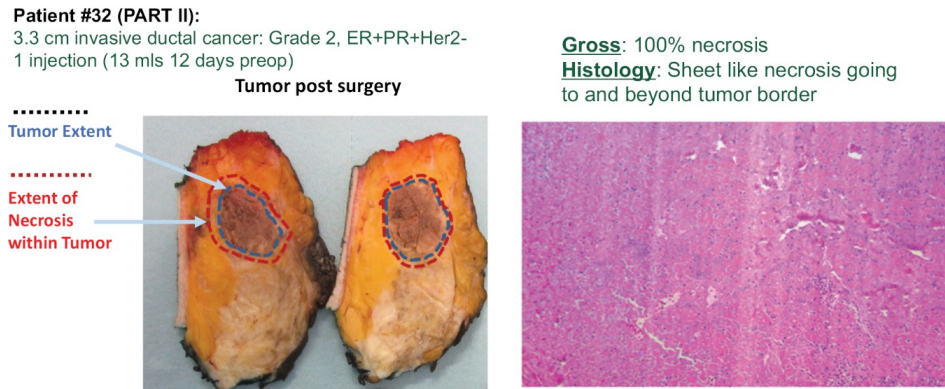 Patient #32 (PART II):
3.3 cm invasive ductal cancer: Grade 2, ER+PR+Her2-
1 injection (13 mls 12 days preop)
Tumor post surgery
Tumor Extent
Extent of
Necrosis
within Tumor
Gross: 100% necrosis
Histology: Sheet like necrosis going
to and beyond tumor border